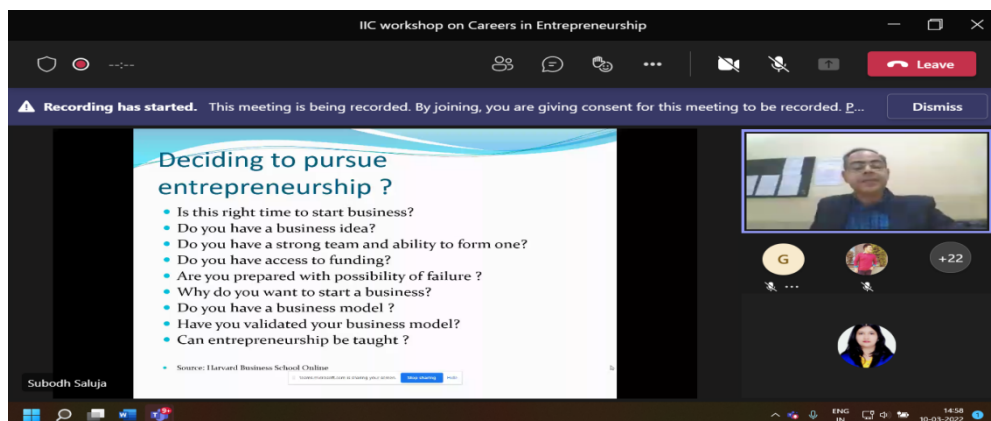 IIC workshop on Careers in Entrepreneurship
--:--
Leave
Recording has started. This meeting is being recorded. By joining, you are giving consent for this meeting to be recorded. P...
Dismiss
Deciding to pursue
entrepreneurship ?
• Is this right time to start business?
• Do you have a business idea?
• Do you have a strong team and ability to form one?
• Do you have access to funding?
• Are you prepared with possibility of failure ?
• Why do you want to start a business?
• Do you have a business model ?
• Have you validated your business model?
• Can entrepreneurship be taught ?
• Source: Harvard Business School Online
is sharing your screen. Stop sharing Hide
G
+22
Subodh Saluja
ENG
IN
14:58
10-03-2022